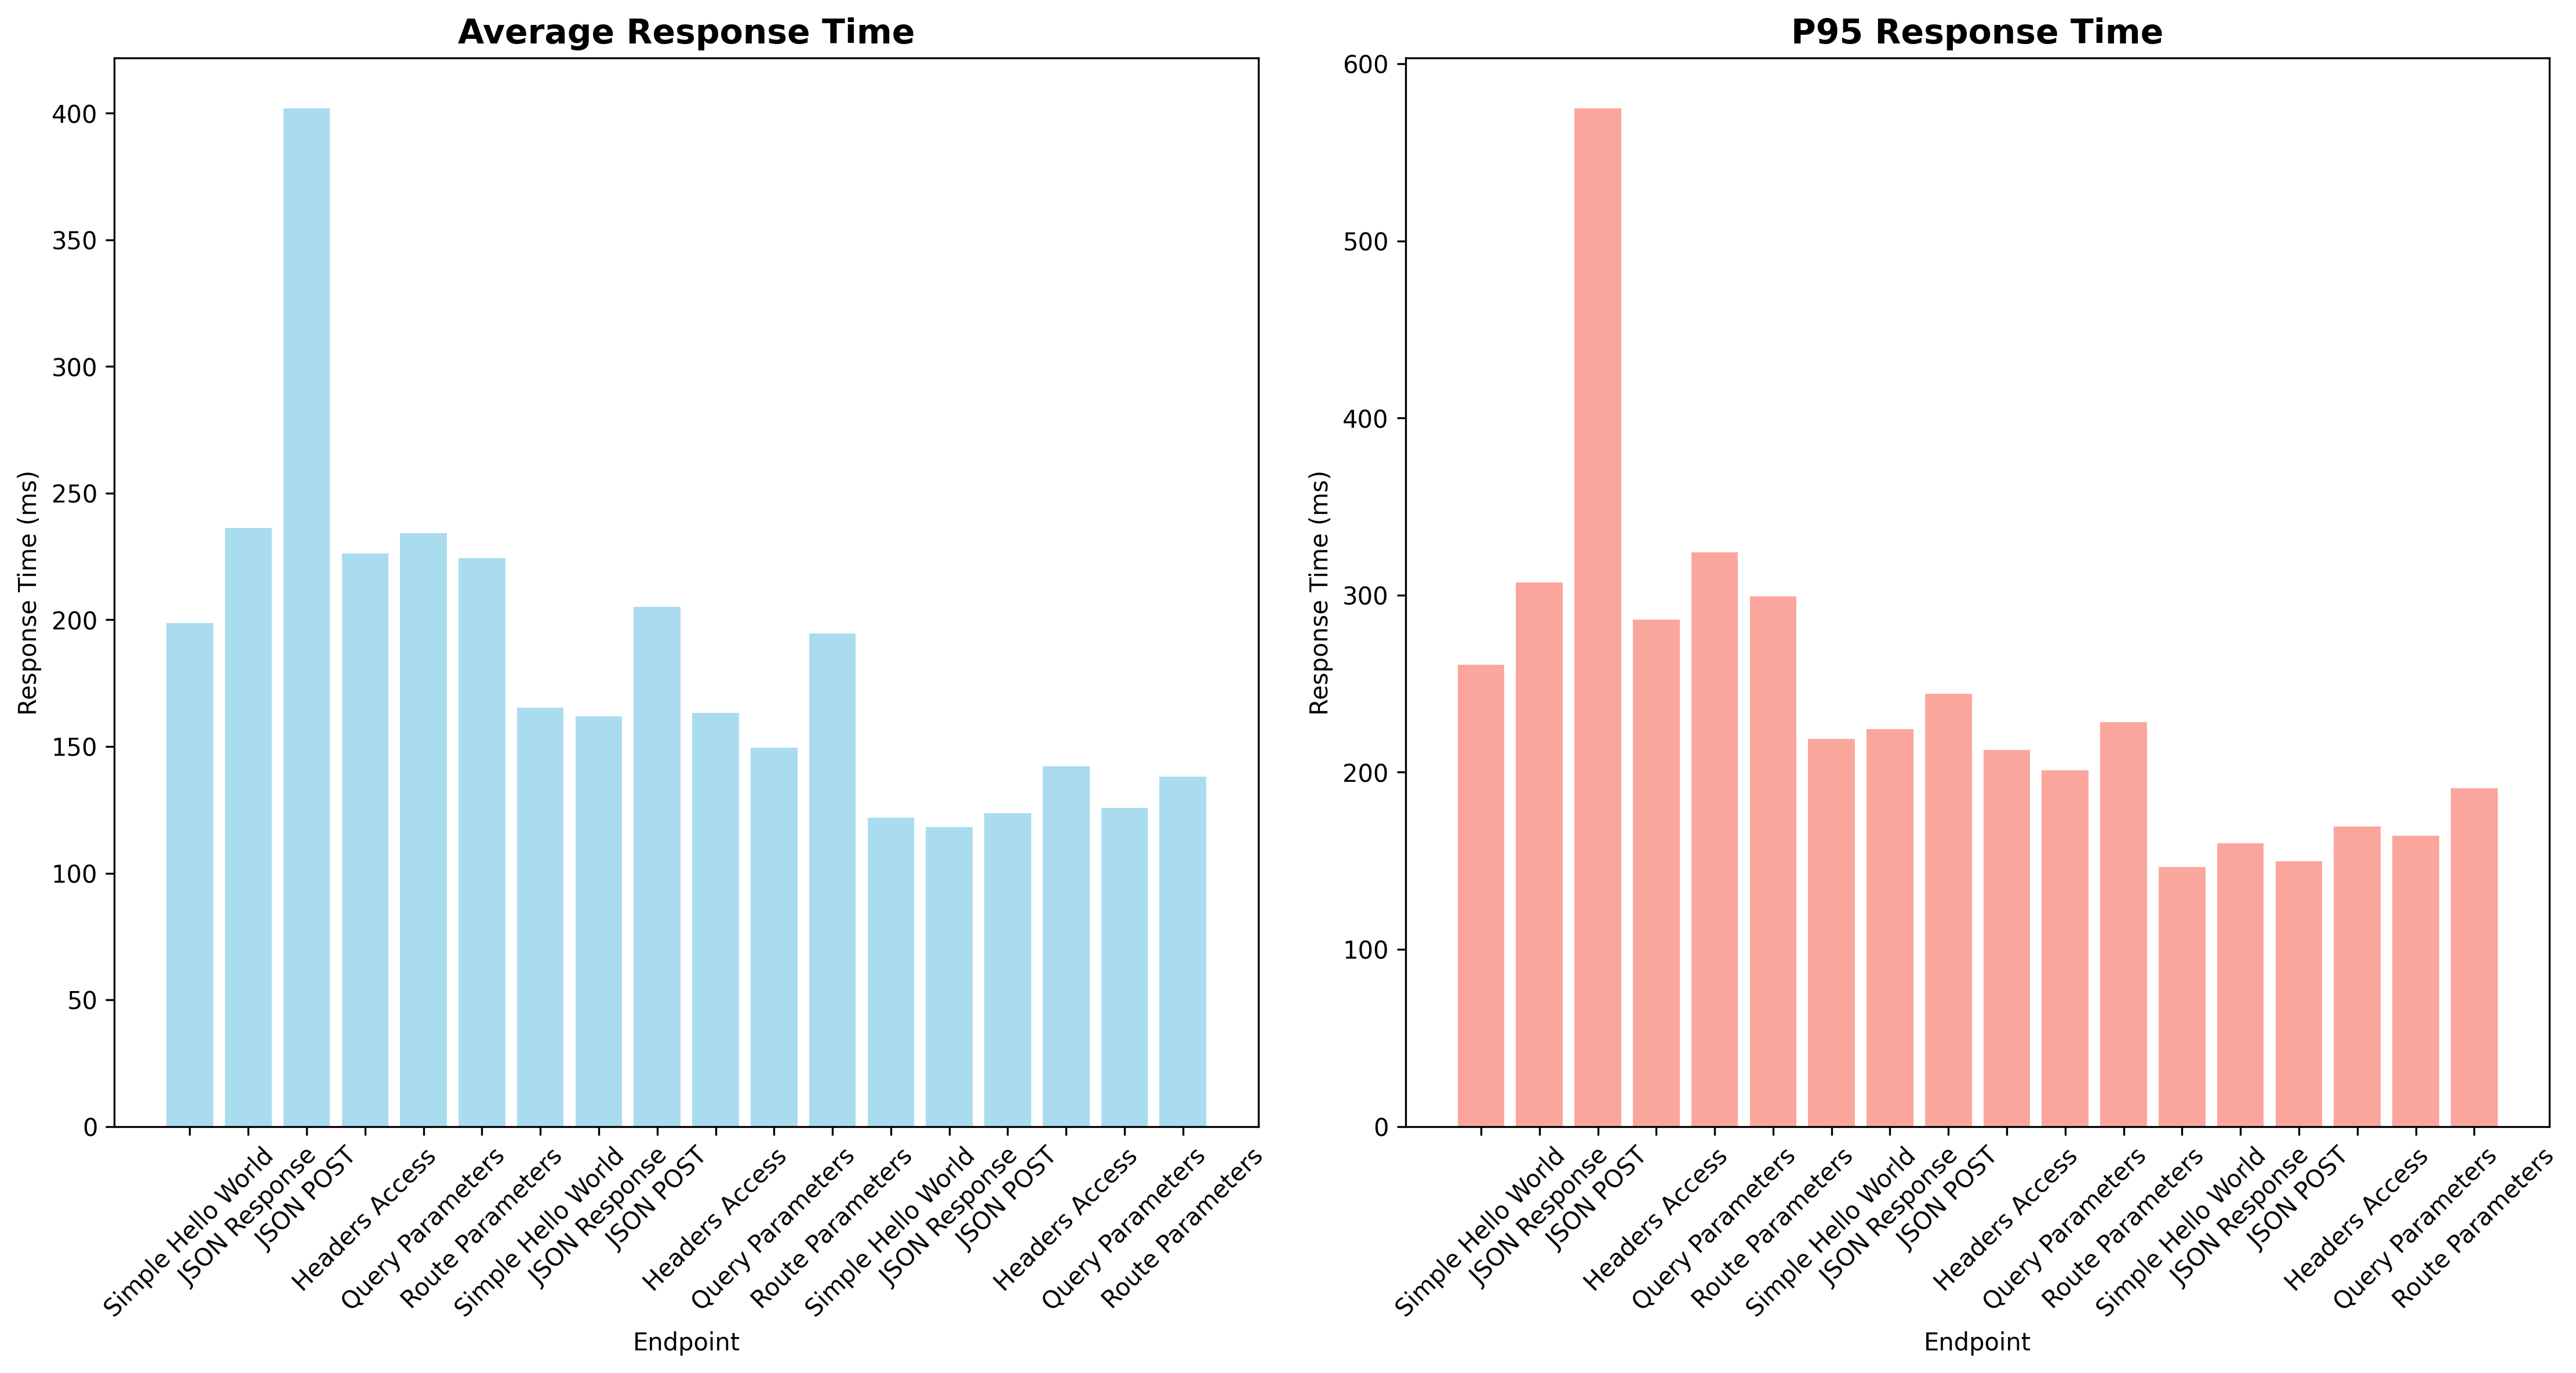 Average Response Time
Response Time (ms)
400
350
300
250
200
150
100
50
0
Simple Hello World
JSON Response
JSON POST
Headers Access
Query Parameters
Route Parameters
Simple Hello World
JSON Response
JSON POST
Headers Access
Query Parameters
Route Parameters
Simple Hello World
JSON Response
JSON POST
Headers Access
Query Parameters
Route Parameters
Endpoint
P95 Response Time
Response Time (ms)
600
500
400
300
200
100
0
Simple Hello World
JSON Response
JSON POST
Headers Access
Query Parameters
Route Parameters
Simple Hello World
JSON Response
JSON POST
Headers Access
Query Parameters
Route Parameters
Simple Hello World
JSON Response
JSON POST
Headers Access
Query Parameters
Route Parameters
Endpoint